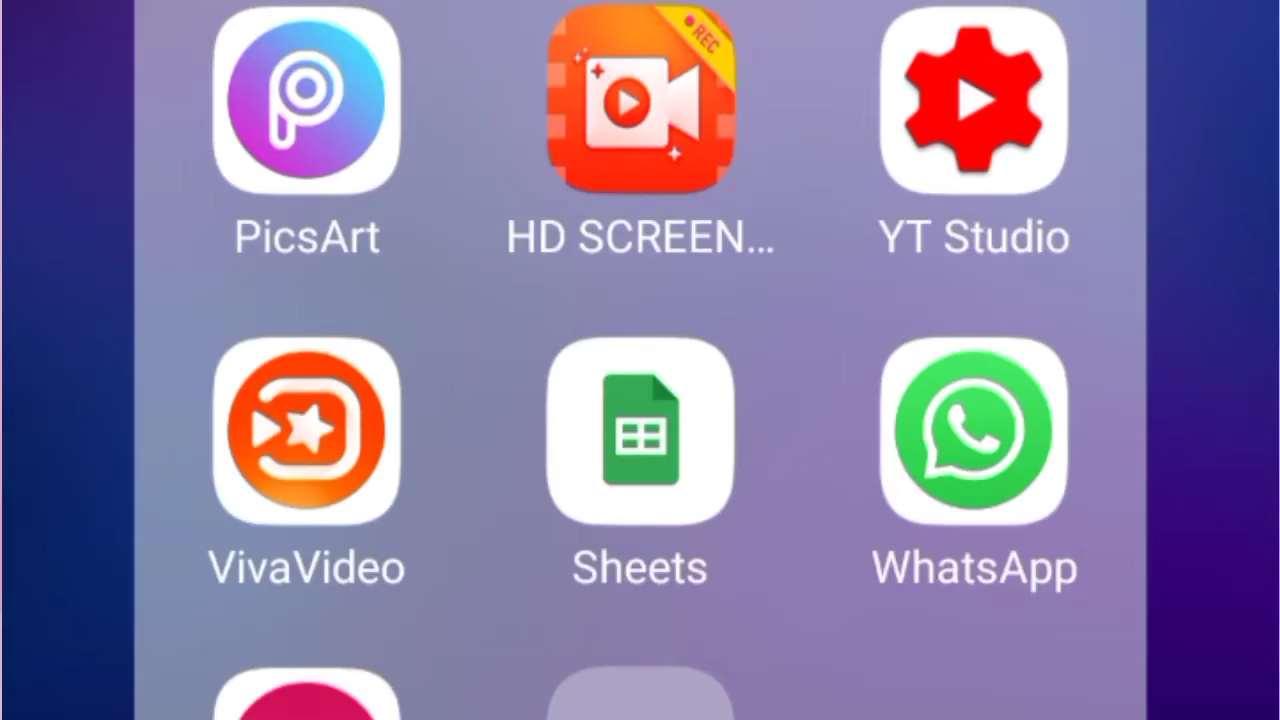 REC
PicsArt
HD SCREEN...
YT Studio
VivaVideo
Sheets
WhatsApp